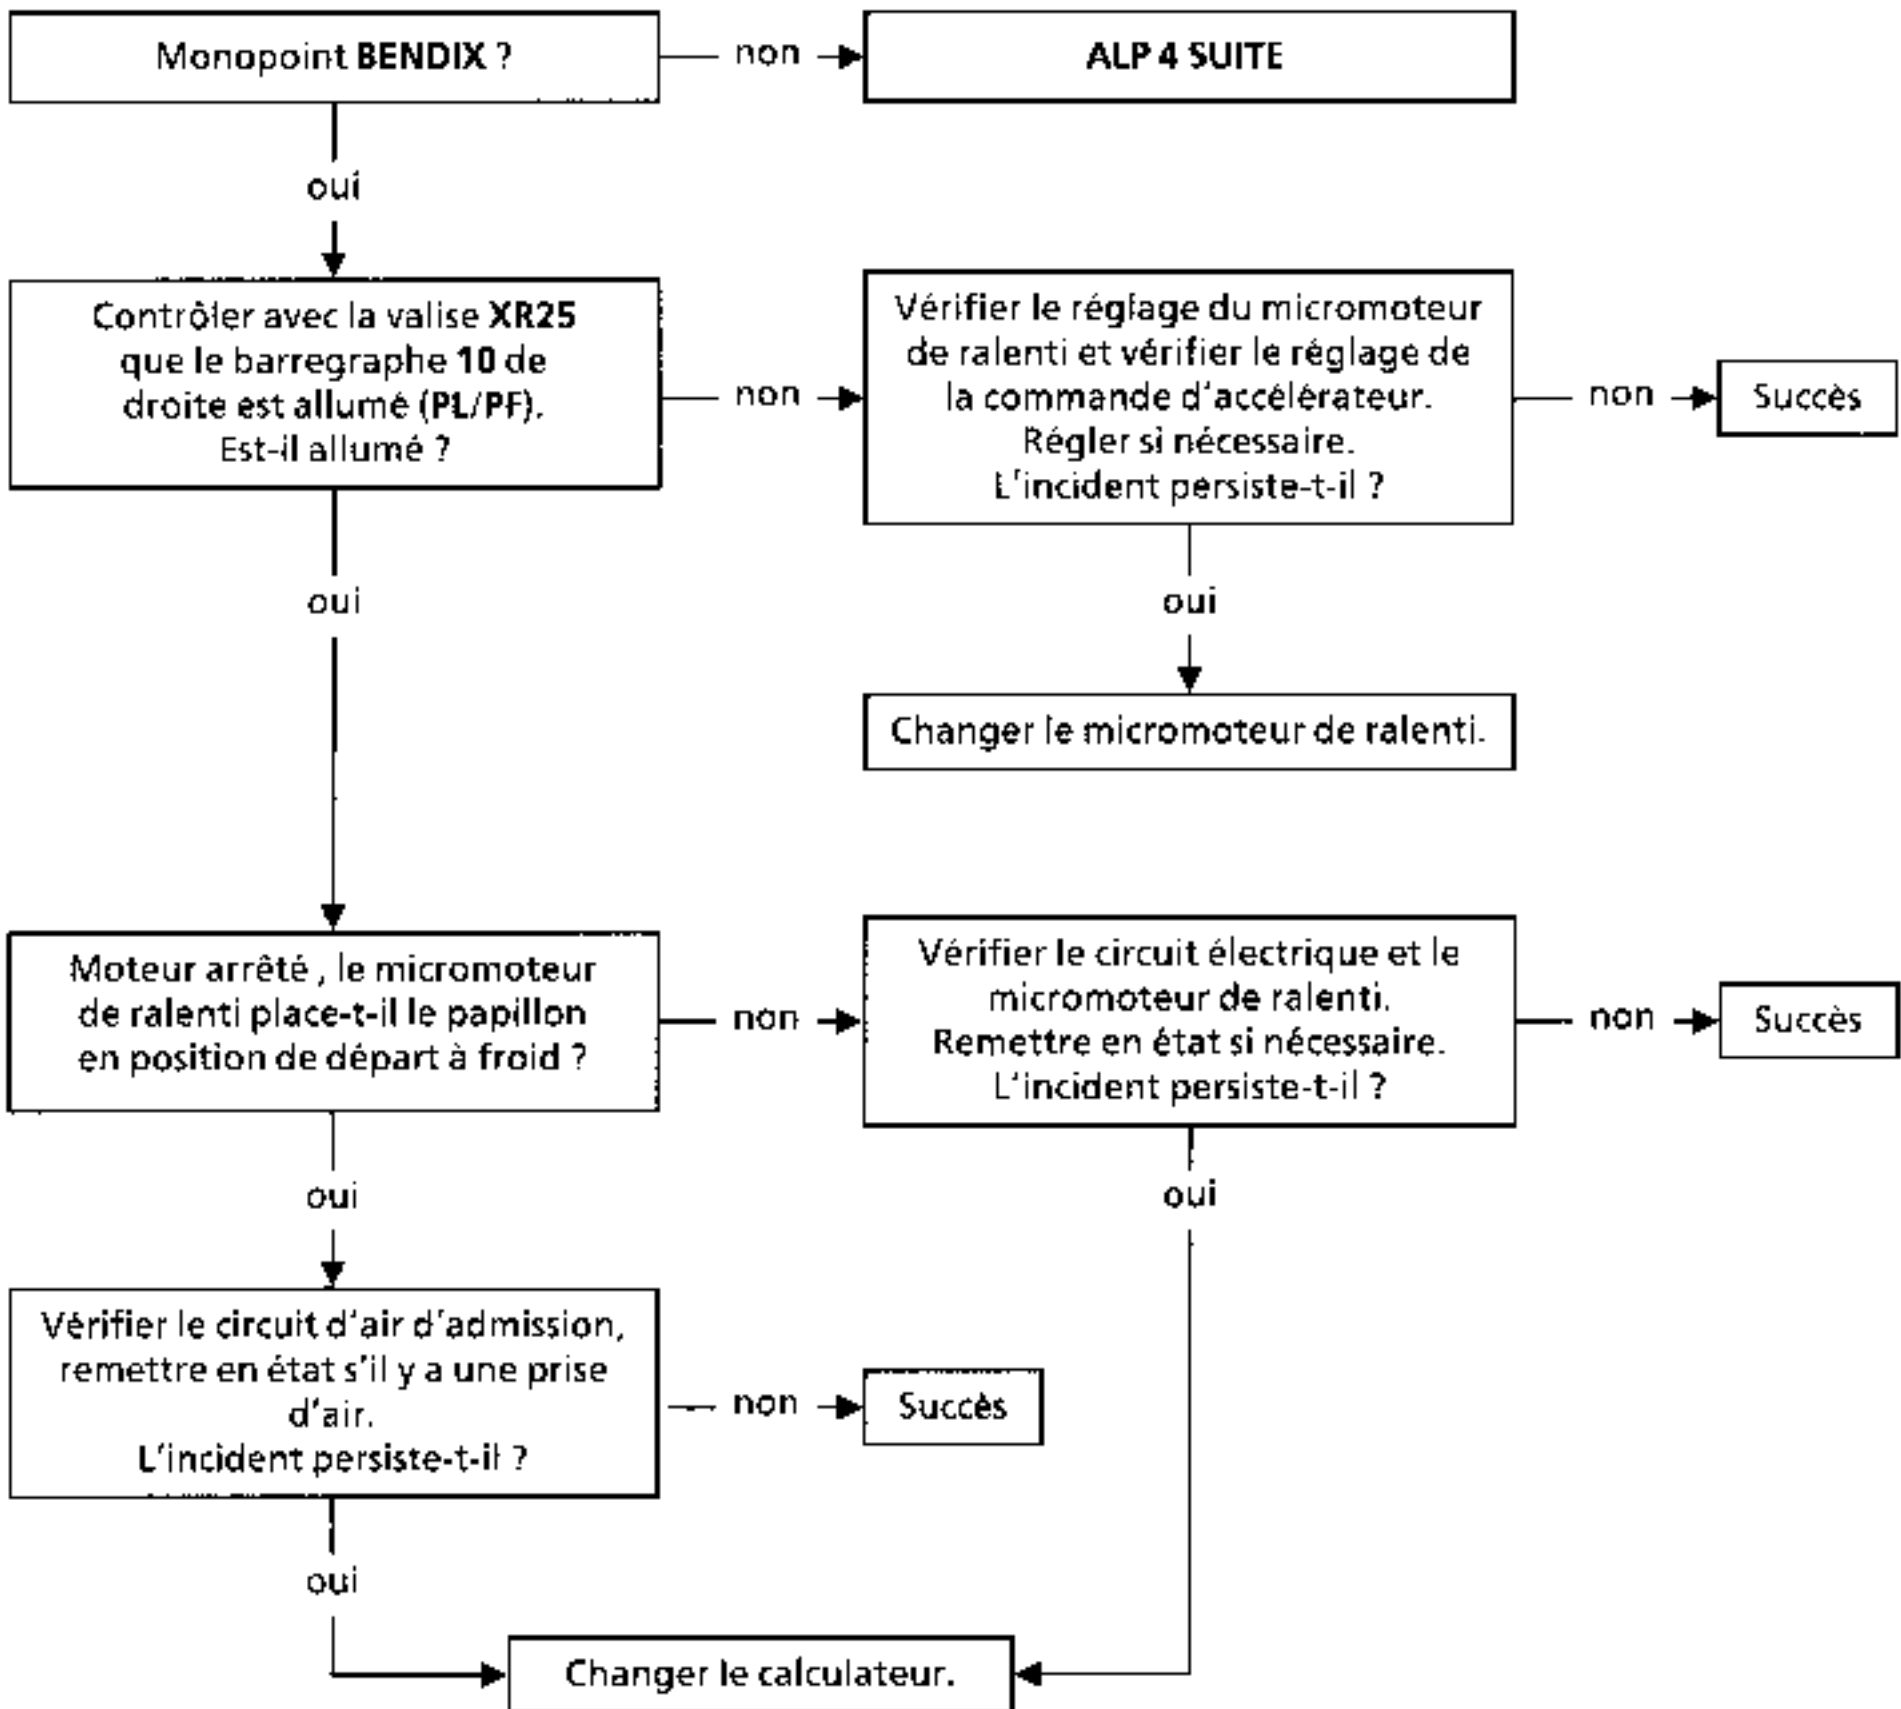 Monopoint BENDIX ?
non
ALP 4 SUITE
oui
Contrôler avec la valise XR25
que le barregraphe 10 de
droite est allumé (PL/PF).
Est-il allumé ?
non
Vérifier le réglage du micromoteur
de ralenti et vérifier le réglage de
la commande d'accélérateur.
Régler si nécessaire.
L'incident persiste-t-il ?
non
Succès
oui
oui
Changer le micromoteur de ralenti.
Moteur arrêté , le micromoteur
de ralenti place-t-il le papillon
en position de départ à froid ?
non
Vérifier le circuit électrique et le
micromoteur de ralenti.
Remettre en état si nécessaire.
L'incident persiste-t-il ?
non
Succès
oui
oui
Vérifier le circuit d'air d'admission,
remettre en état s'il y a une prise
d'air.
L'incident persiste-t-il ?
non
Succès
oui
Changer le calculateur.